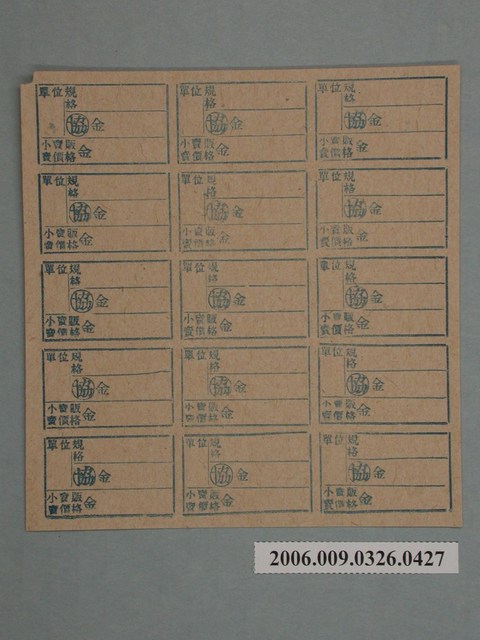 單位規
格
協 金
小賣販
賣價格 金
單位規
格
協 金
小賣販
賣價格 金
單位規
格
協 金
小賣販
賣價格 金
單位規
格
協 金
小賣販
賣價格 金
單位規
格
協 金
小賣販
賣價格 金
單位規
格
協 金
小賣販
賣價格 金
單位規
格
協 金
小賣販
賣價格 金
單位規
格
協 金
小賣販
賣價格 金
單位規
格
協 金
小賣販
賣價格 金
單位規
格
協 金
小賣販
賣價格 金
單位規
格
協 金
小賣販
賣價格 金
單位規
格
協 金
小賣販
賣價格 金
單位規
格
協 金
小賣販
賣價格 金
單位規
格
協 金
小賣販
賣價格 金
單位規
格
協 金
小賣販
賣價格 金
2006.009.0326.0427